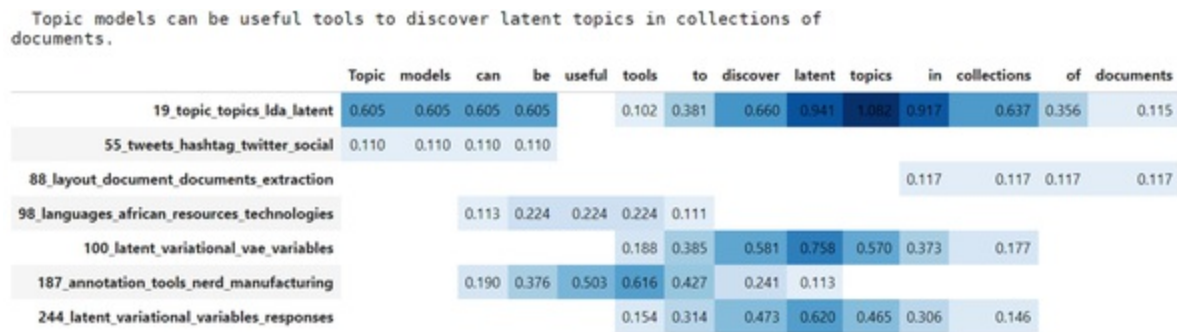 Topic models can be useful tools to discover latent topics in collections of
documents.
Topic models can be useful tools to discover latent topics in collections of documents
19_topic_topics_lda_latent 0.605 0.605 0.605 0.605 0.102 0.381 0.660 0.941 1.082 0.917 0.637 0.356 0.115
55_tweets_hashtag_twitter_social 0.110 0.110 0.110 0.110
88_layout_document_documents_extraction 0.117 0.117 0.117 0.117
98_languages_african_resources_technologies 0.113 0.224 0.224 0.224 0.111
100_latent_variational_vae_variables 0.188 0.385 0.581 0.758 0.570 0.373 0.177
187_annotation_tools_nerd_manufacturing 0.190 0.376 0.503 0.616 0.427 0.241 0.113
244_latent_variational_variables_responses 0.154 0.314 0.473 0.620 0.465 0.306 0.146